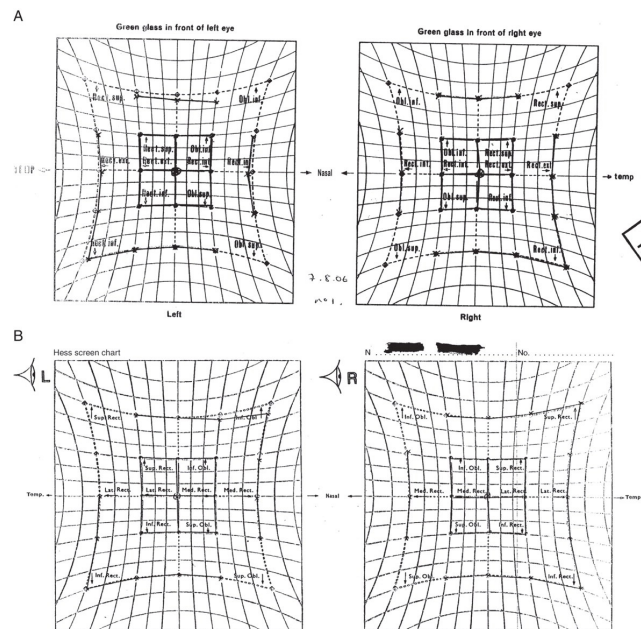 A
Green glass in front of left eye
Green glass in front of right eye
Rect.sup. Obl.inf.
Obl.inf. Rect.sup.
Rect.sup. Obl.inf.
Obl.inf. Rect.sup.
Rect.ext. Rect.ext. Rect.int. Rect.int.
Nasal
Rect.int. Rect.int. Rect.ext. Rect.ext
temp
Rect.inf. Obl.sup.
Obl.sup Rect.inf.
Rect.inf. Obl.sup.
Obl.sup. Rect.inf.
7.8.06
No 1.
Left
Right
B
Hess screen chart
N No.
L
R
Sup. Rect. Inf. Obl.
Inf. Obl. Sup. Rect.
Sup. Rect. Inf. Obl.
Inf. Obl. Sup. Rect.
Temp. Lat. Rect. Lat. Rect. Med. Rect. Med. Rect.
Nasal
Med. Rect. Med. Rect. Lat. Rect. Lat. Rect. Temp
Inf. Rect. Sup. Obl.
Sup. Obl. Inf. Rect.
Inf. Rect. Sup. Obl.
Sup. Obl. Inf. Rect.